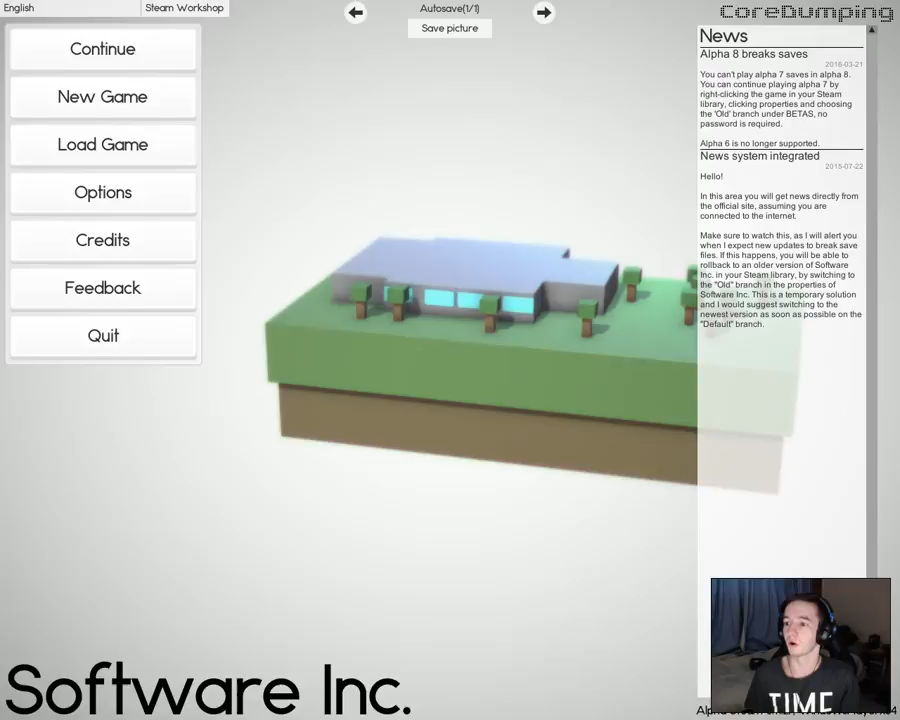 English
Steam Workshop
Autosave(1/1)
Save picture
CoreDumping
Continue
New Game
Load Game
Options
Credits
Feedback
Quit
News
Alpha 8 breaks saves
2016-03-21
You can't play alpha 7 saves in alpha 8.
You can continue playing alpha 7 by
right-clicking the game in your Steam
library, clicking properties and choosing
the 'Old' branch under BETAS, no
password is required.
Alpha 6 is no longer supported.
News system integrated
2015-07-22
Hello!
In this area you will get news directly from
the official site, assuming you are
connected to the internet.
Make sure to watch this, as I will alert you
when I expect new updates to break save
files. If this happens, you will be able to
rollback to an older version of Software
Inc. in your Steam library, by switching to
the "Old" branch in the properties of
Software Inc. This is a temporary solution
and I would suggest switching to the
newest version as soon as possible on the
"Default" branch.
TIME
Software Inc.